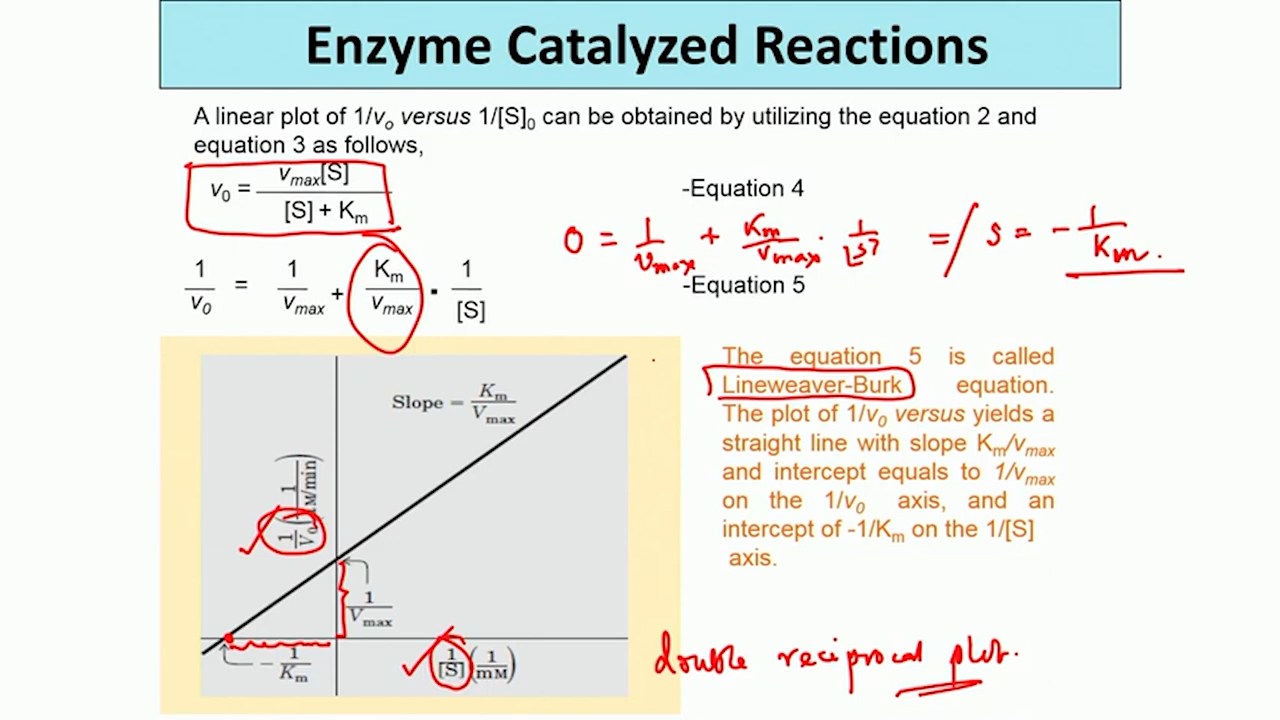 Enzyme Catalyzed Reactions
A linear plot of 1/vₒ versus 1/[S]₀ can be obtained by utilizing the equation 2 and
equation 3 as follows,
v₀ = vmax[S] / [S] + Km
-Equation 4
0 = 1/vmax + Km/vmax · 1/[S] => S = - 1/Km.
1/v₀ = 1/vmax + Km/vmax · 1/[S]
-Equation 5
Slope = Km/Vmax
1/V₀ (1/μM/min)
1/Vmax
- 1/Km
1/[S] (1/mM)
The equation 5 is called
Lineweaver-Burk equation.
The plot of 1/v₀ versus yields a
straight line with slope Km/vmax
and intercept equals to 1/vmax
on the 1/v₀ axis, and an
intercept of -1/Km on the 1/[S]
axis.
double reciprocal plot.